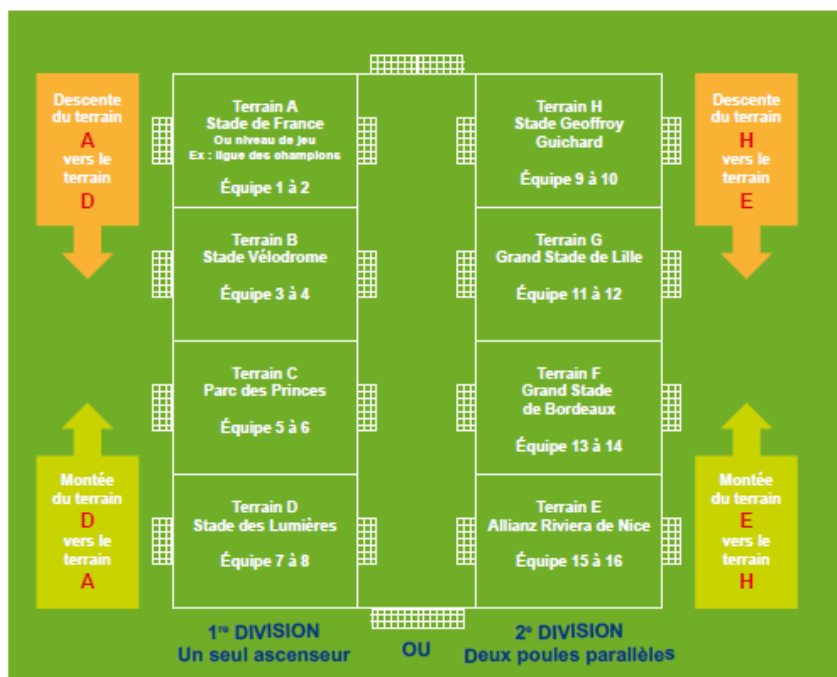 Descente
du terrain
A
vers le
terrain
D
Montée
du terrain
D
vers le
terrain
A
Terrain A
Stade de France
Ou niveau de jeu
Ex : ligue des champions
Équipe 1 à 2
Terrain B
Stade Vélodrome
Équipe 3 à 4
Terrain C
Parc des Princes
Équipe 5 à 6
Terrain D
Stade des Lumières
Équipe 7 à 8
Terrain H
Stade Geoffroy
Guichard
Équipe 9 à 10
Terrain G
Grand Stade de Lille
Équipe 11 à 12
Terrain F
Grand Stade
de Bordeaux
Équipe 13 à 14
Terrain E
Allianz Riviera de Nice
Équipe 15 à 16
Descente
du terrain
H
vers le
terrain
E
Montée
du terrain
E
vers le
terrain
H
1re DIVISION
Un seul ascenseur
OU
2e DIVISION
Deux poules parallèles